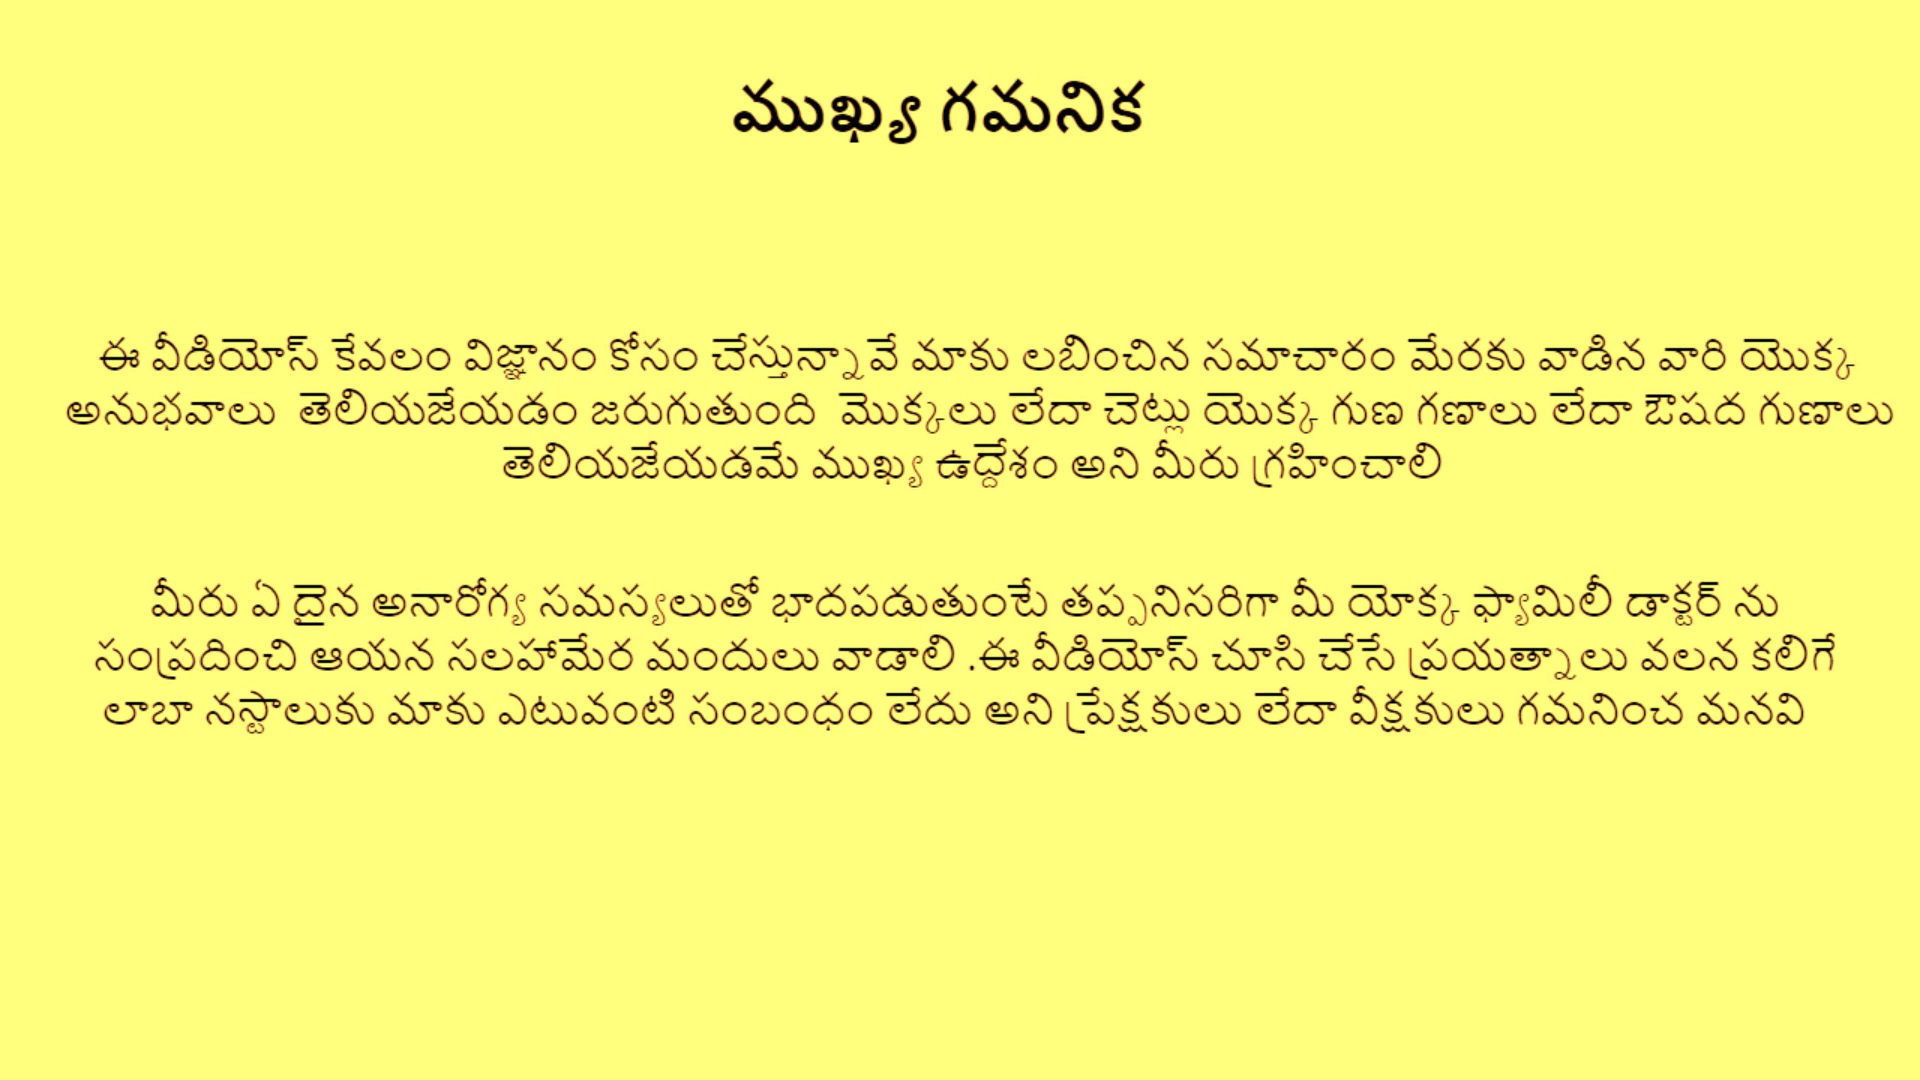 ముఖ్య గమనిక
ఈ వీడియోస్ కేవలం విజ్ఞానం కోసం చేస్తున్నావే మాకు లబించిన సమాచారం మేరకు వాడిన వారి యొక్క
అనుభవాలు తెలియజేయడం జరుగుతుంది మొక్కలు లేదా చెట్లు యొక్క గుణ గణాలు లేదా ఔషద గుణాలు
తెలియజేయడమే ముఖ్య ఉద్దేశం అని మీరు గ్రహించాలి
మీరు ఏ దైన అనారోగ్య సమస్యలుతో భాదపడుతుంటే తప్పనిసరిగా మీ యోక్క ఫ్యామిలీ డాక్టర్ ను
సంప్రదించి ఆయన సలహామేర మందులు వాడాలి .ఈ వీడియోస్ చూసి చేసే ప్రయత్నాలు వలన కలిగే
లాబా నస్టాలుకు మాకు ఎటువంటి సంబంధం లేదు అని ప్రేక్షకులు లేదా వీక్షకులు గమనించ మనవి